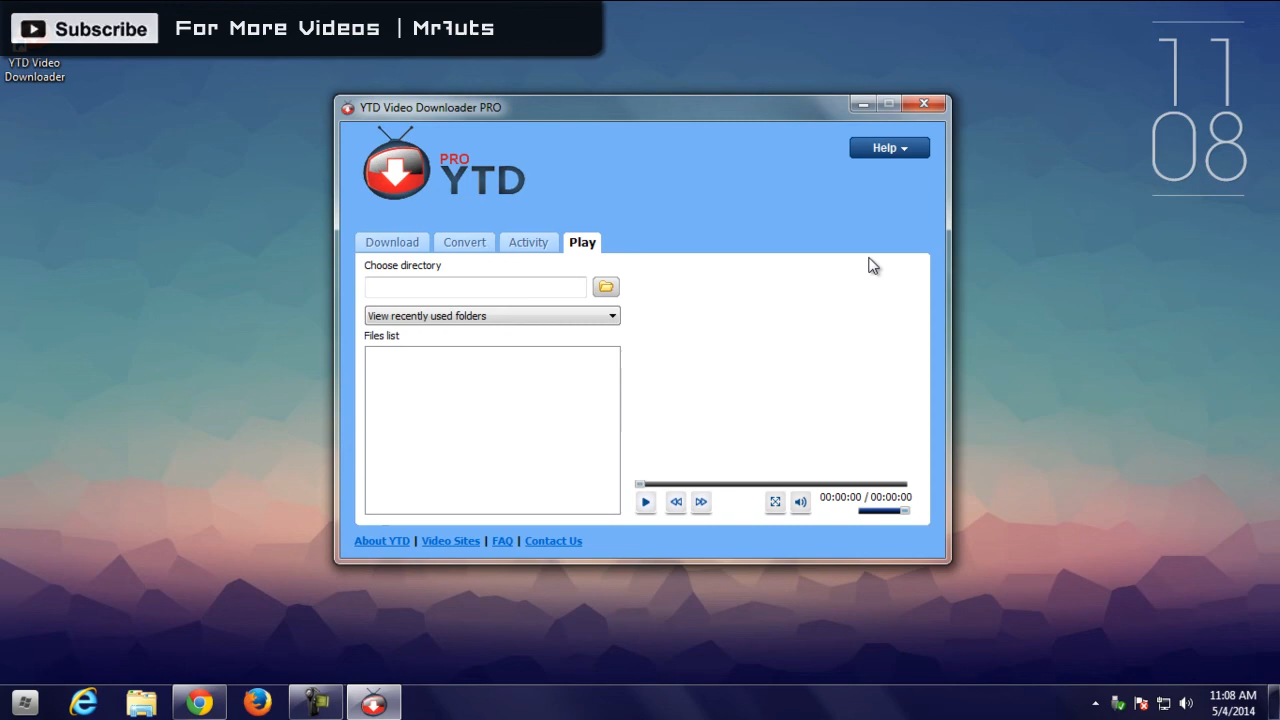 Subscribe For More Videos | Mr1uts
YTD Video
Downloader
11
08
YTD Video Downloader PRO
Help
PRO
YTD
Download Convert Activity Play
Choose directory
View recently used folders
Files list
00:00:00 / 00:00:00
About YTD | Video Sites | FAQ | Contact Us
11:08 AM
5/4/2014